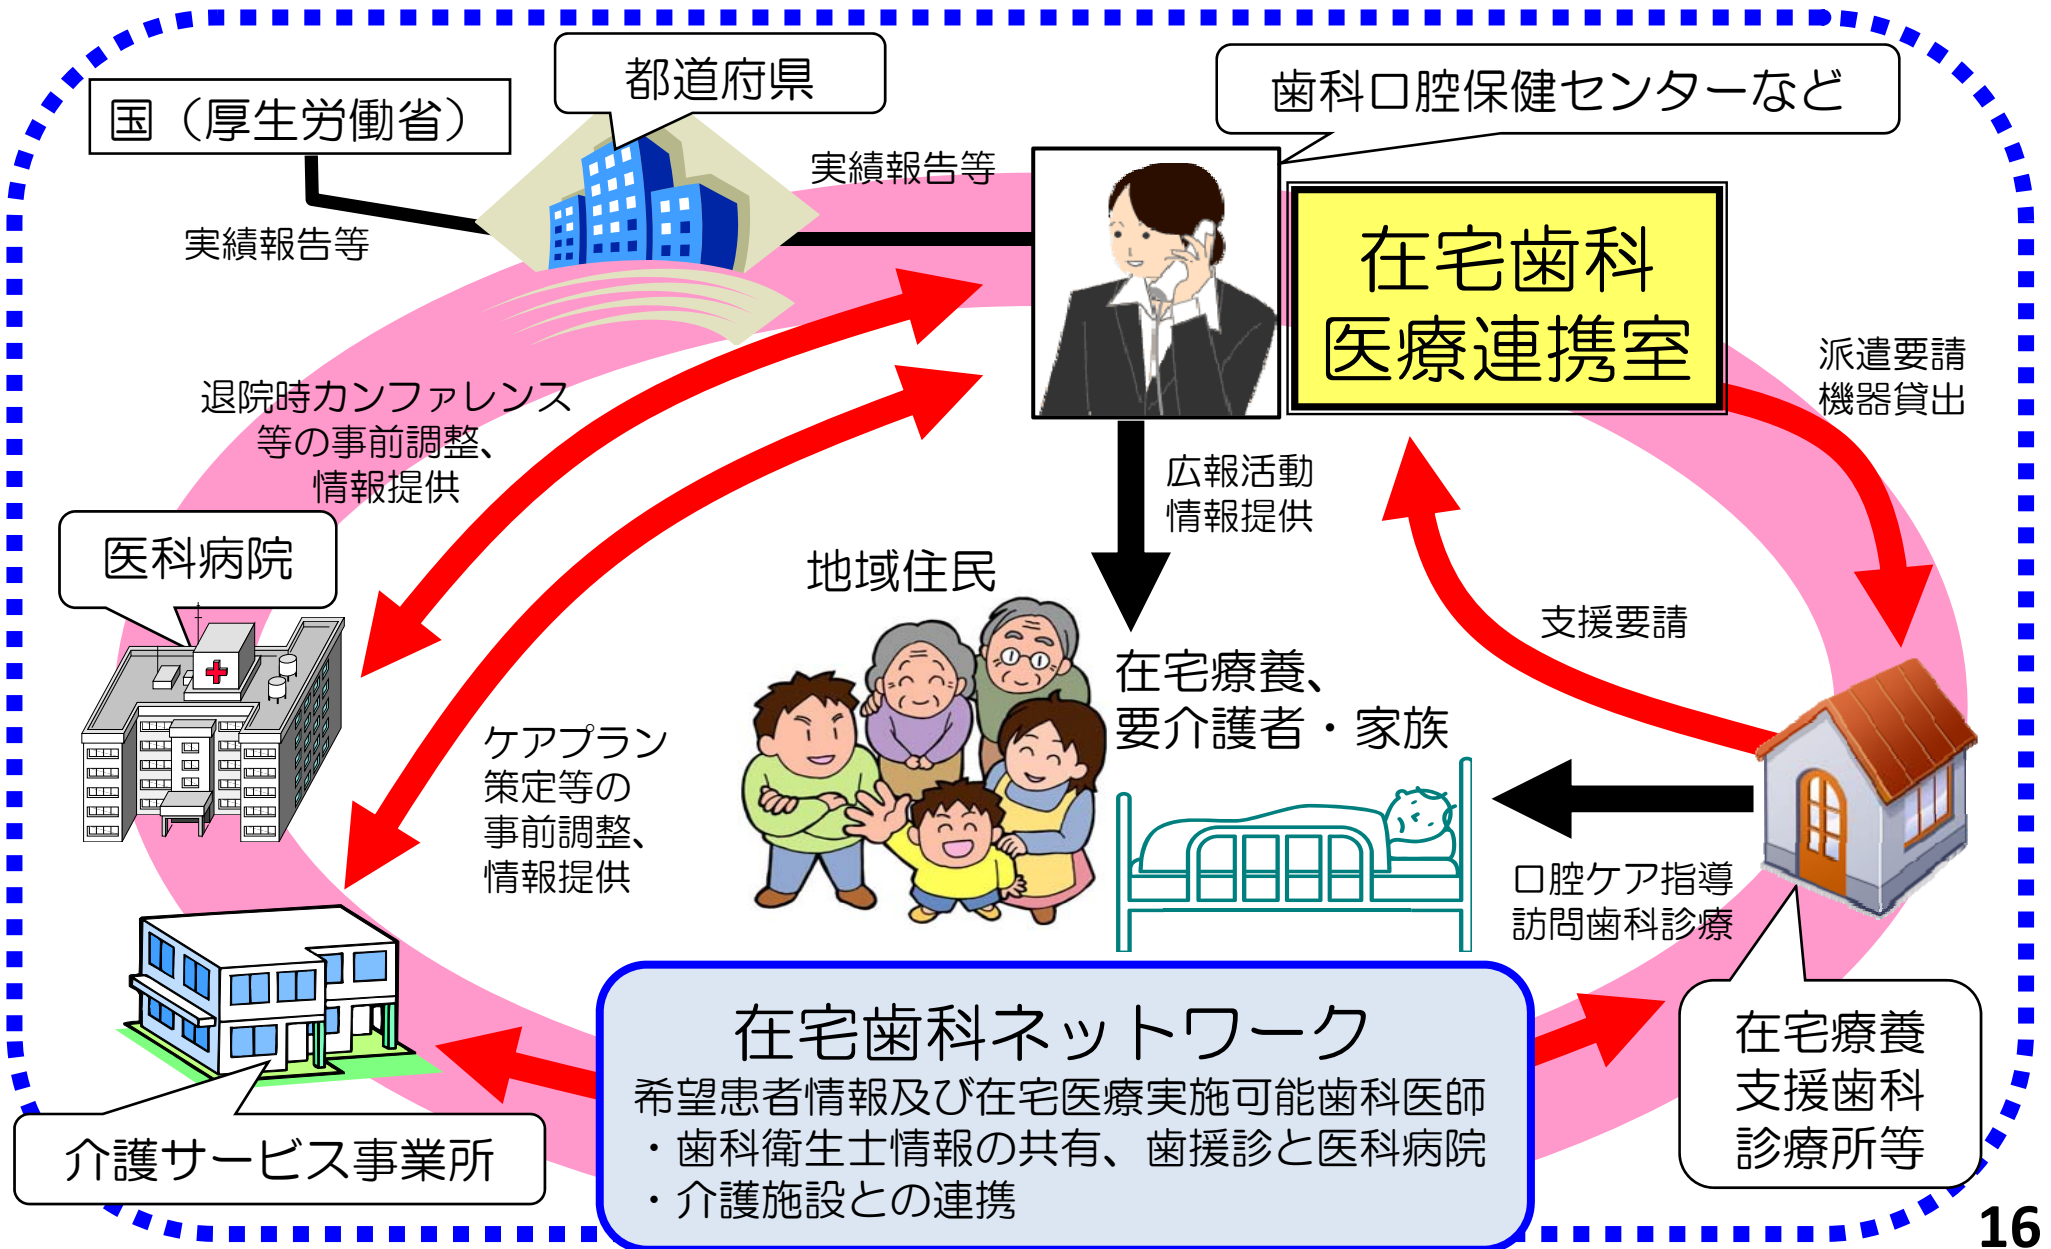 都道府県
歯科口腔保健センターなど
国（厚生労働省）
実績報告等
実績報告等
在宅歯科
医療連携室
派遣要請
機器貸出
退院時カンファレンス
等の事前調整、
情報提供
広報活動
情報提供
医科病院
地域住民
支援要請
在宅療養、
要介護者・家族
ケアプラン
策定等の
事前調整、
情報提供
口腔ケア指導
訪問歯科診療
在宅歯科ネットワーク
希望患者情報及び在宅医療実施可能歯科医師
・歯科衛生士情報の共有、歯援診と医科病院
・介護施設との連携
在宅療養
支援歯科
診療所等
介護サービス事業所
16